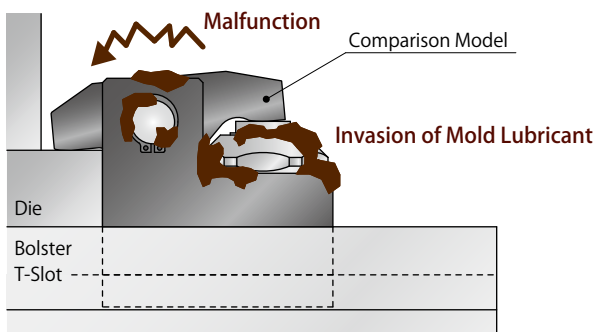 Malfunction
Comparison Model
Invasion of Mold Lubricant
Die
Bolster
T-Slot